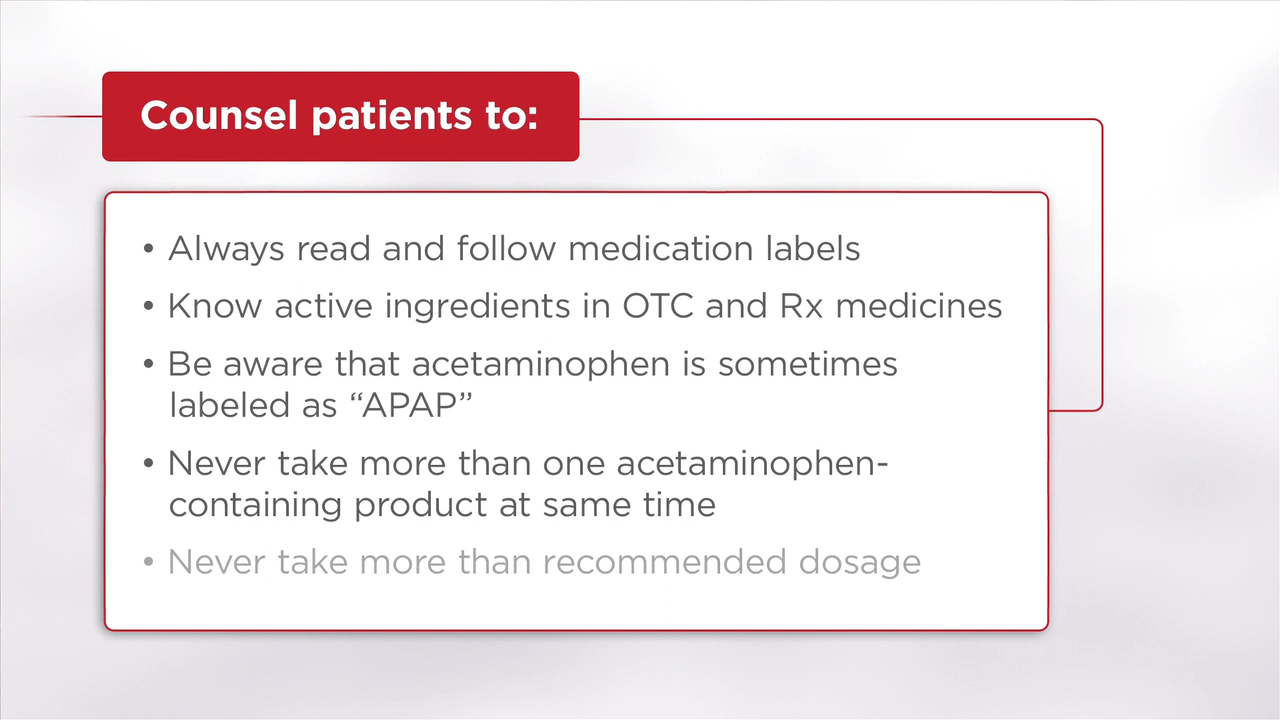 Counsel patients to:
• Always read and follow medication labels
• Know active ingredients in OTC and Rx medicines
• Be aware that acetaminophen is sometimes
labeled as “APAP”
• Never take more than one acetaminophen-
containing product at same time
• Never take more than recommended dosage